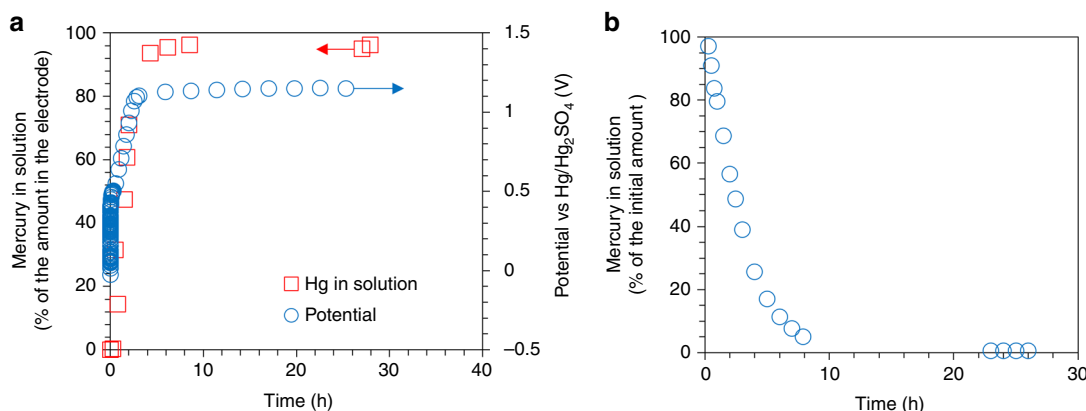 a
Mercury in solution
(% of the amount in the electrode)
100
80
60
40
20
0
0
10
20
30
40
Time (h)
1.5
1
0.5
0
–0.5
Potential vs Hg/Hg2SO4 (V)
Hg in solution
Potential
b
Mercury in solution
(% of the initial amount )
100
80
60
40
20
0
0
10
20
30
Time (h)